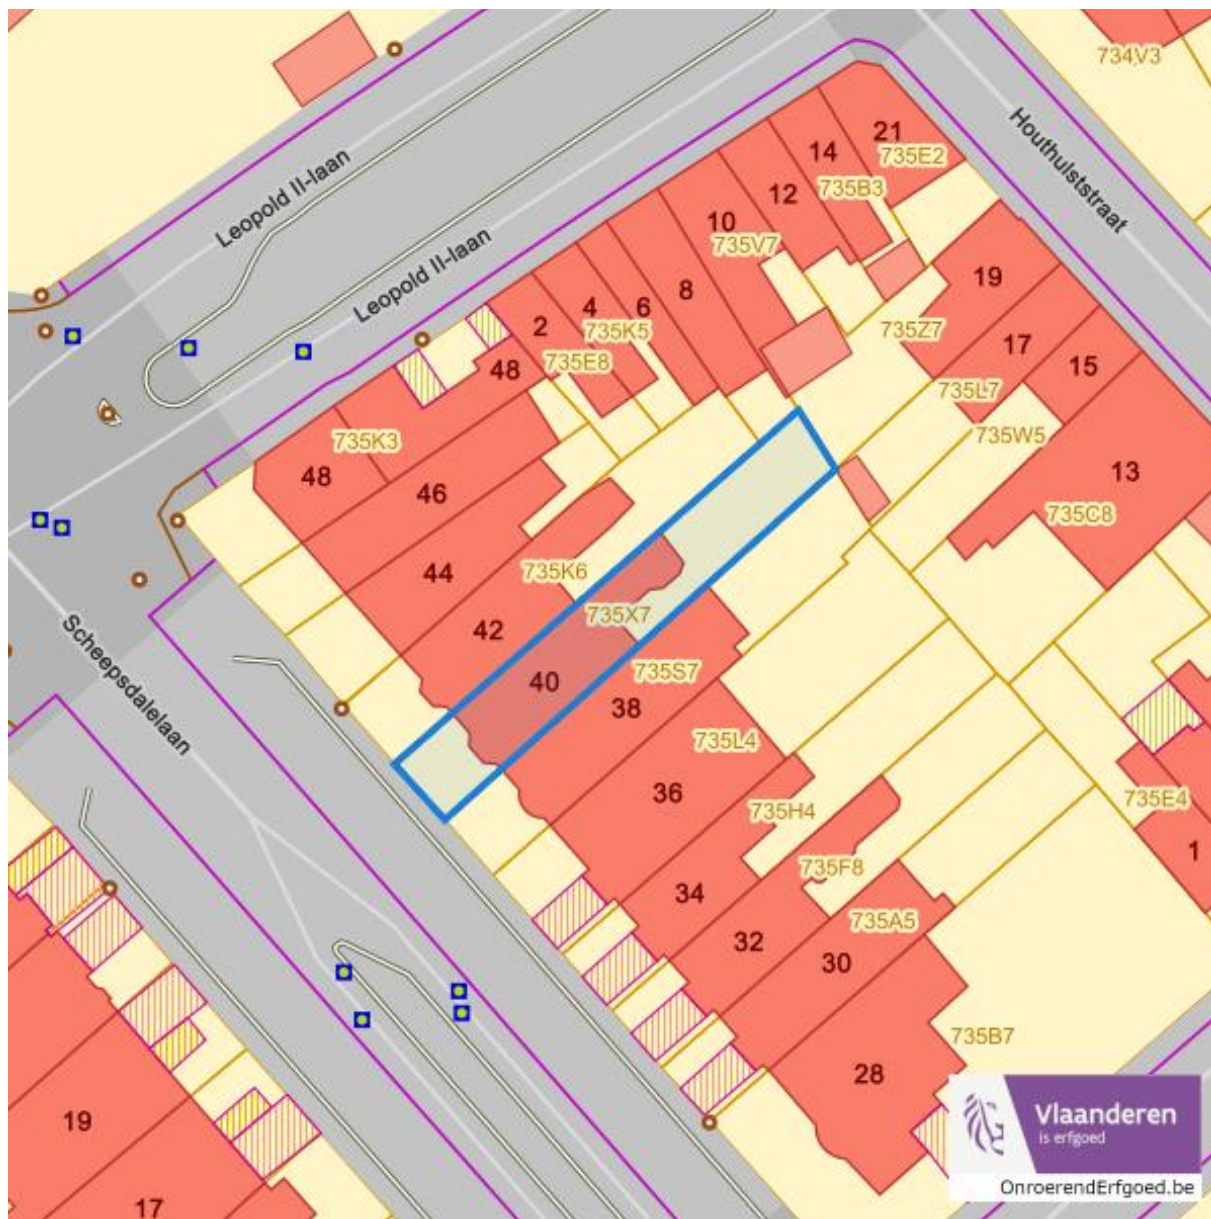 734V3
Houthulststraat
21
735E2
14
735B3
12
10
735V7
Leopold II-laan
Leopold II-laan
8
6
4
735K5
2
735E8
48
19
735Z7
17
15
735L7
735W5
735K3
48
46
13
735C8
44
735K6
42
735X7
40
735S7
38
Scheepsdalelaan
735L4
36
735H4
735E4
1
735F8
34
735A5
32
30
735B7
28
19
17
Vlaanderen
is erfgoed
OnroerendErfgoed.be